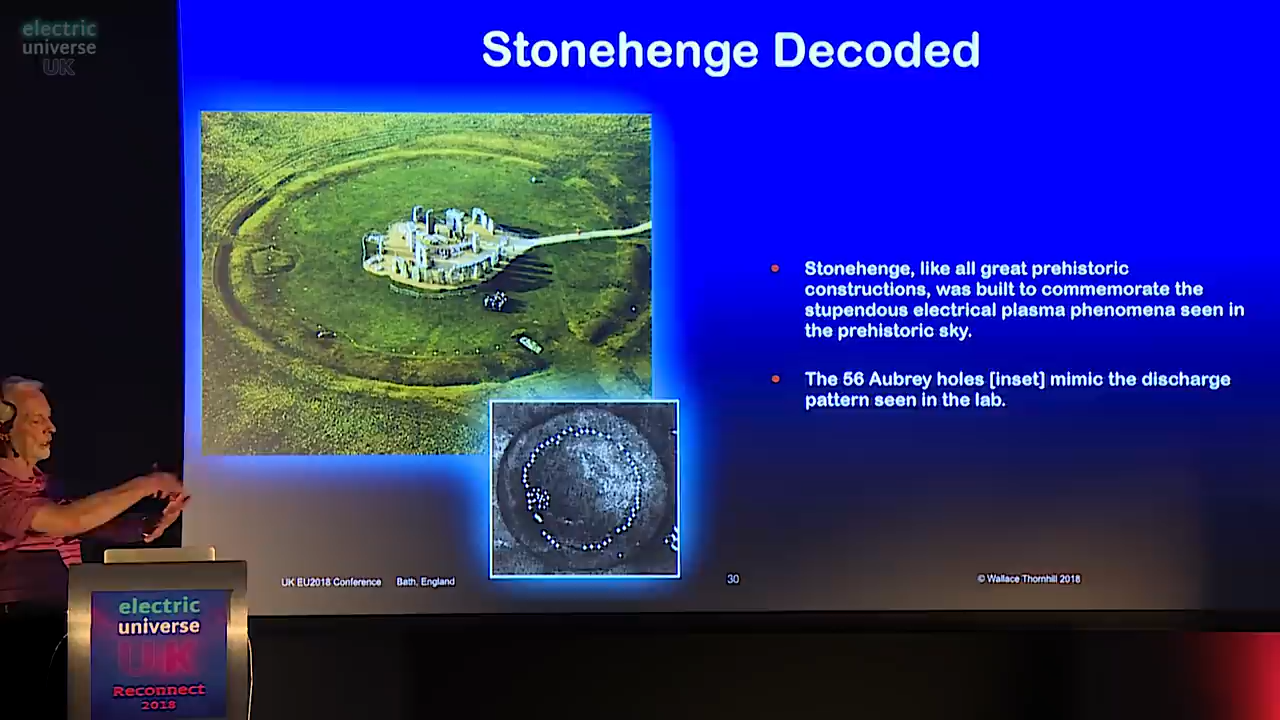 electric
universe
UK
Stonehenge Decoded
Stonehenge, like all great prehistoric
constructions, was built to commemorate the
stupendous electrical plasma phenomena seen in
the prehistoric sky.
The 56 Aubrey holes [inset] mimic the discharge
pattern seen in the lab.
UK EU2018 Conference Bath, England
30
© Wallace Thornhill 2018
electric
universe
UK
Reconnect
2018